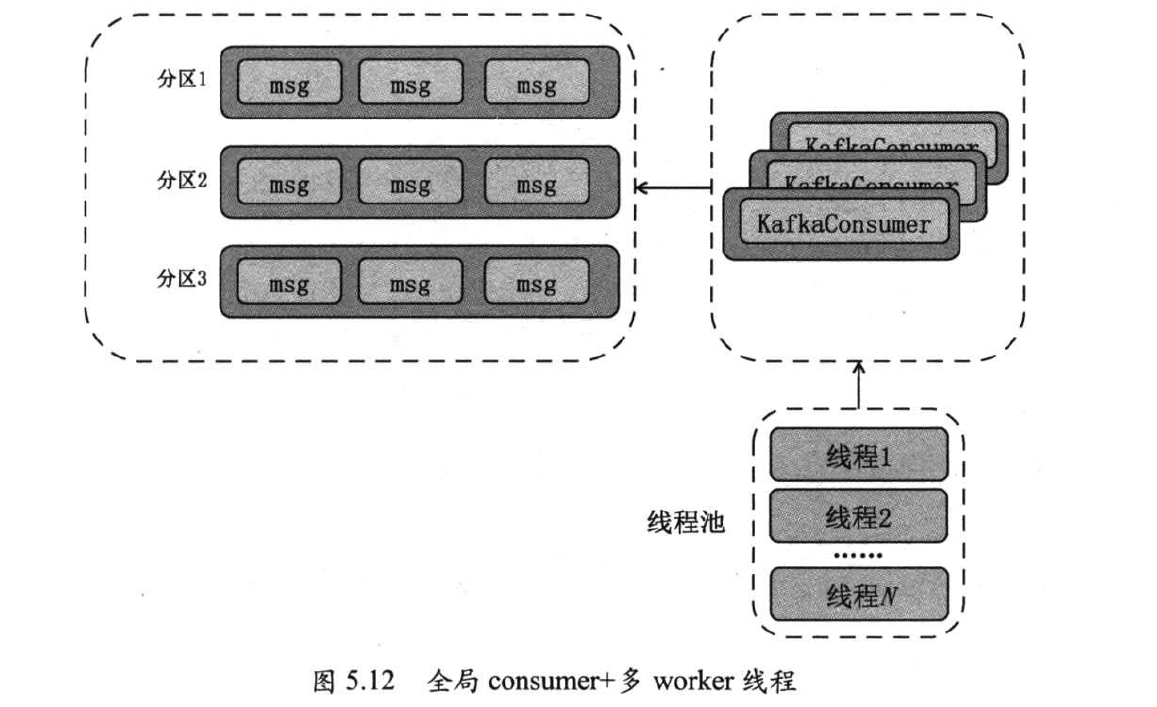 分区1 msg msg msg
分区2 msg msg msg
分区3 msg msg msg
KafkaConsumer
KafkaConsumer
KafkaConsumer
线程池
线程1
线程2
……
线程N
图 5.12 全局 consumer+多 worker 线程